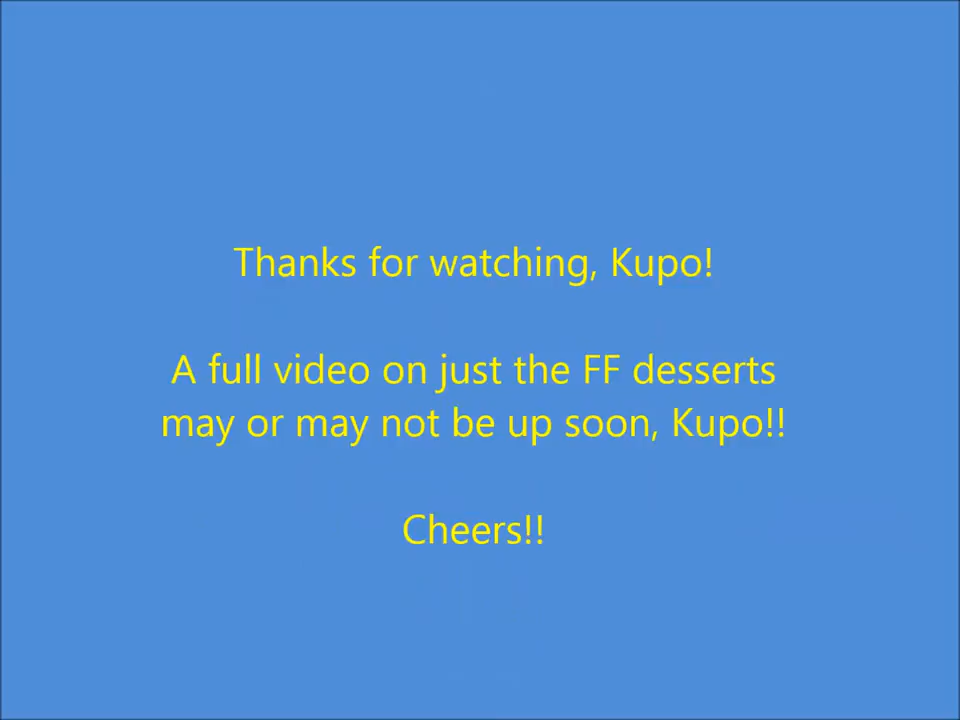 Thanks for watching, Kupo!
A full video on just the FF desserts
may or may not be up soon, Kupo!!
Cheers!!